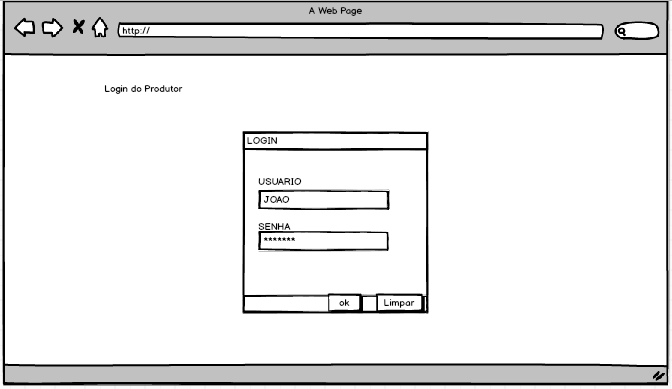 A Web Page
http://
Login do Produtor
LOGIN
USUARIO
JOAO
SENHA
*******
ok
Limpar